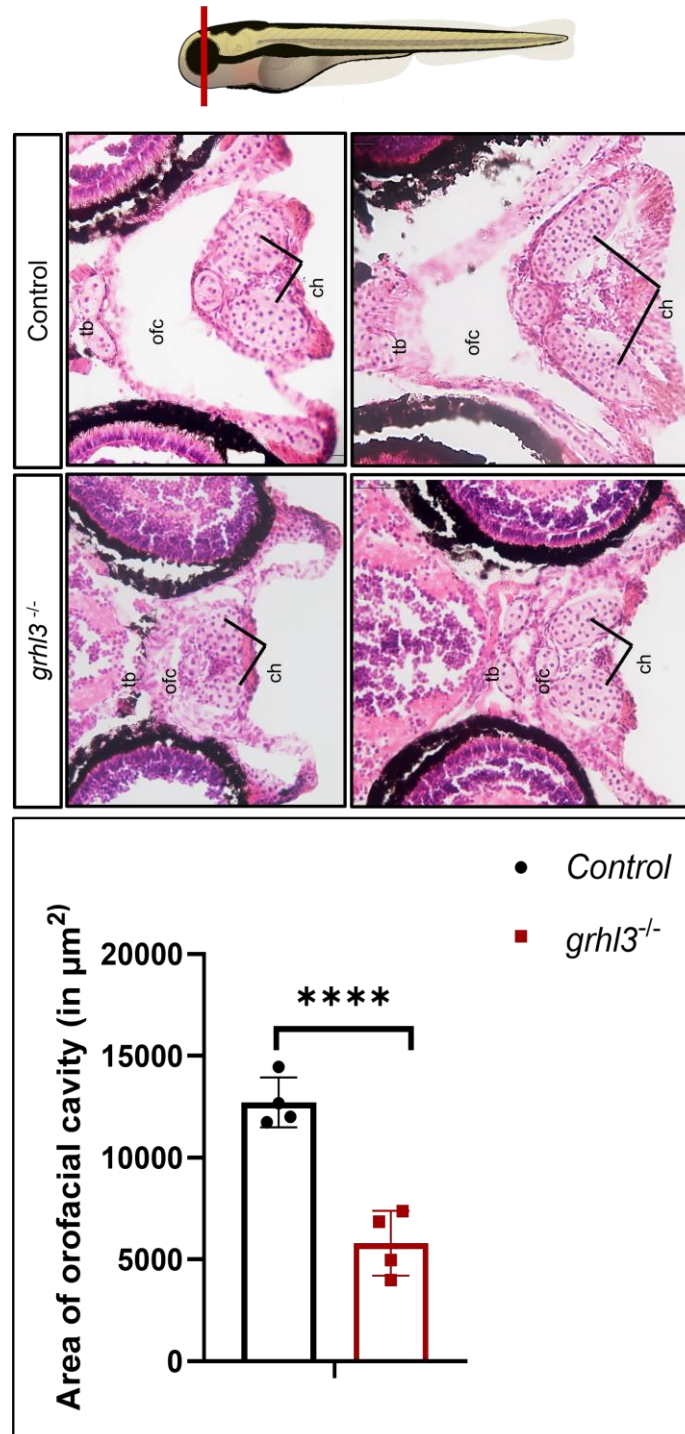 Control
tb
ofc
ch
tb
ofc
ch
grhl3 -/-
tb
ofc
ch
tb
ofc
ch
Control
grhl3-/-
Area of orofacial cavity (in µm²)
20000
15000
10000
5000
0
****